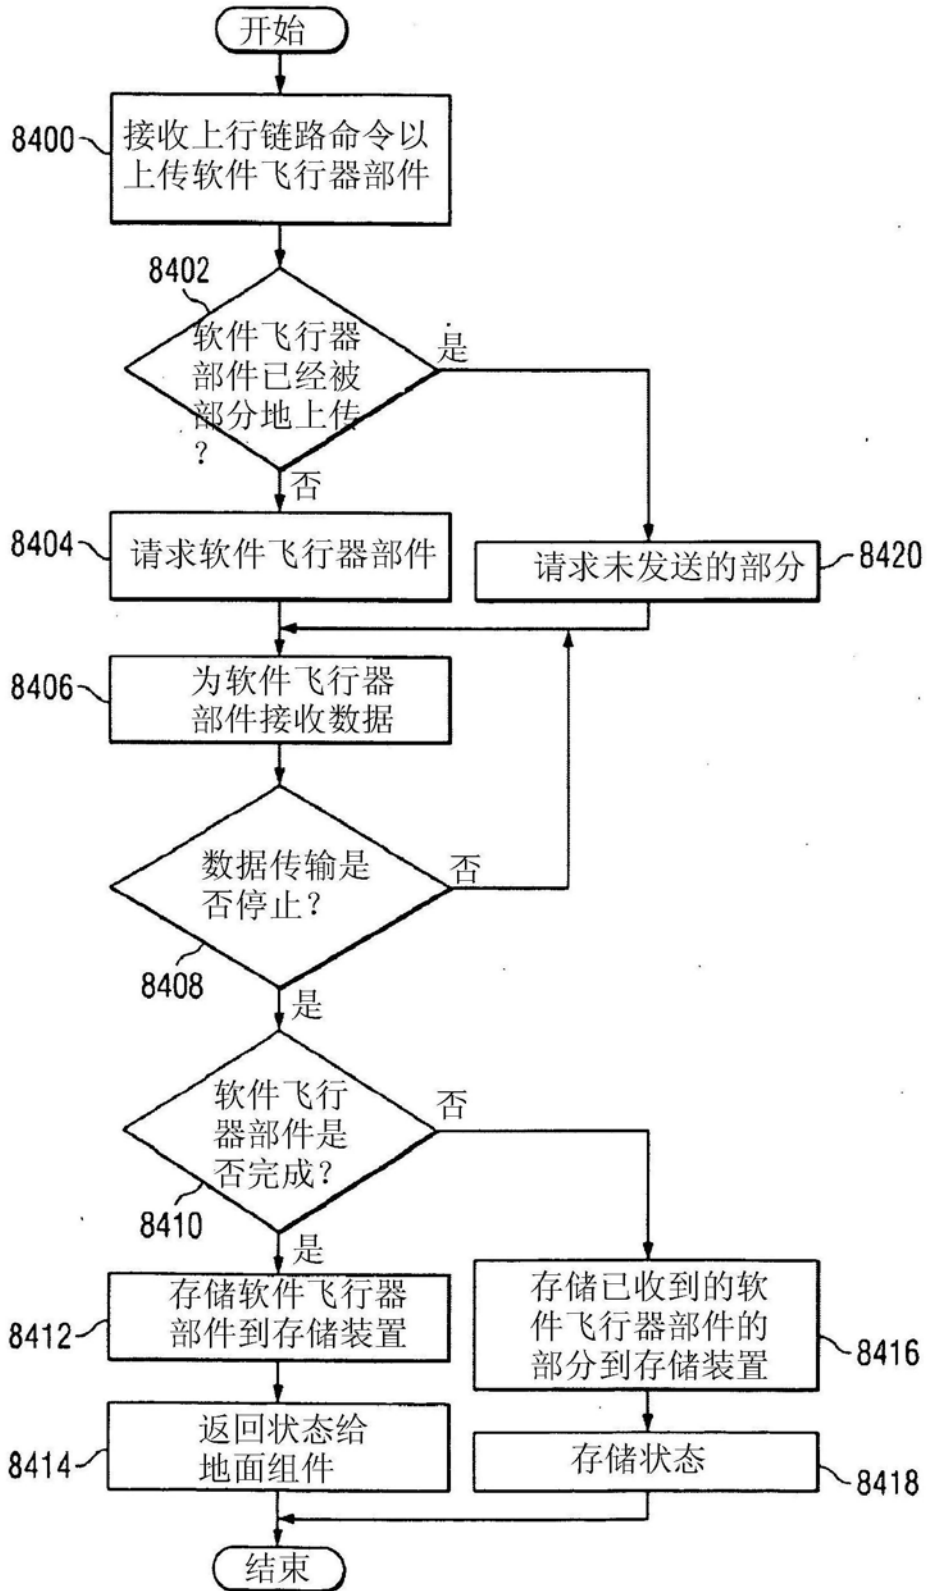 开始
8400
接收上行链路命令以
上传软件飞行器部件
8402
软件飞行器
部件已经被
部分地上传
?
是
否
8404
请求软件飞行器部件
请求未发送的部分
8420
8406
为软件飞行器
部件接收数据
数据传输是
否停止?
否
8408
是
软件飞行
器部件是
否完成?
否
8410
是
8412
存储软件飞行器
部件到存储装置
存储已收到的软
件飞行器部件的
部分到存储装置
8416
8414
返回状态给
地面组件
存储状态
8418
结束